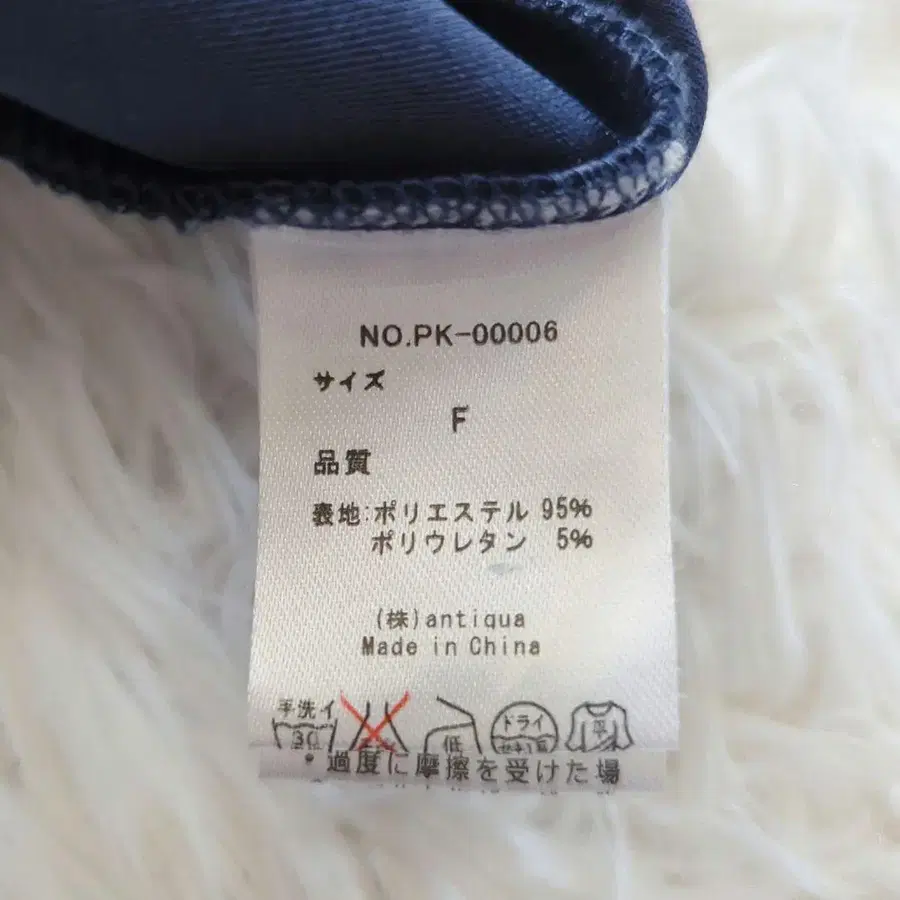 NO.PK-00006
サイズ
F
品質
表地:ポリエステル 95%
ポリウレタン 5%
(株)antiqua
Made in China
手洗イ
30
低
ドライ
平
・過度に摩擦を受けた場